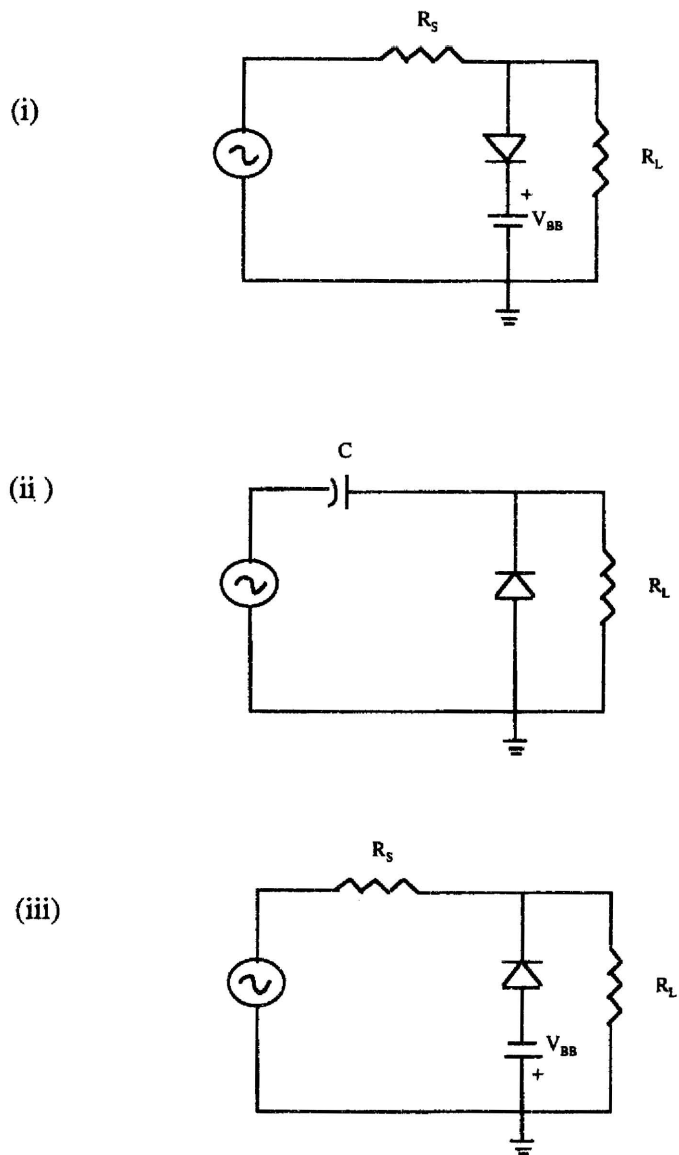 R_S
(i)
R_L
+
V_BB
C
(ii )
R_L
R_S
(iii)
R_L
V_BB
+